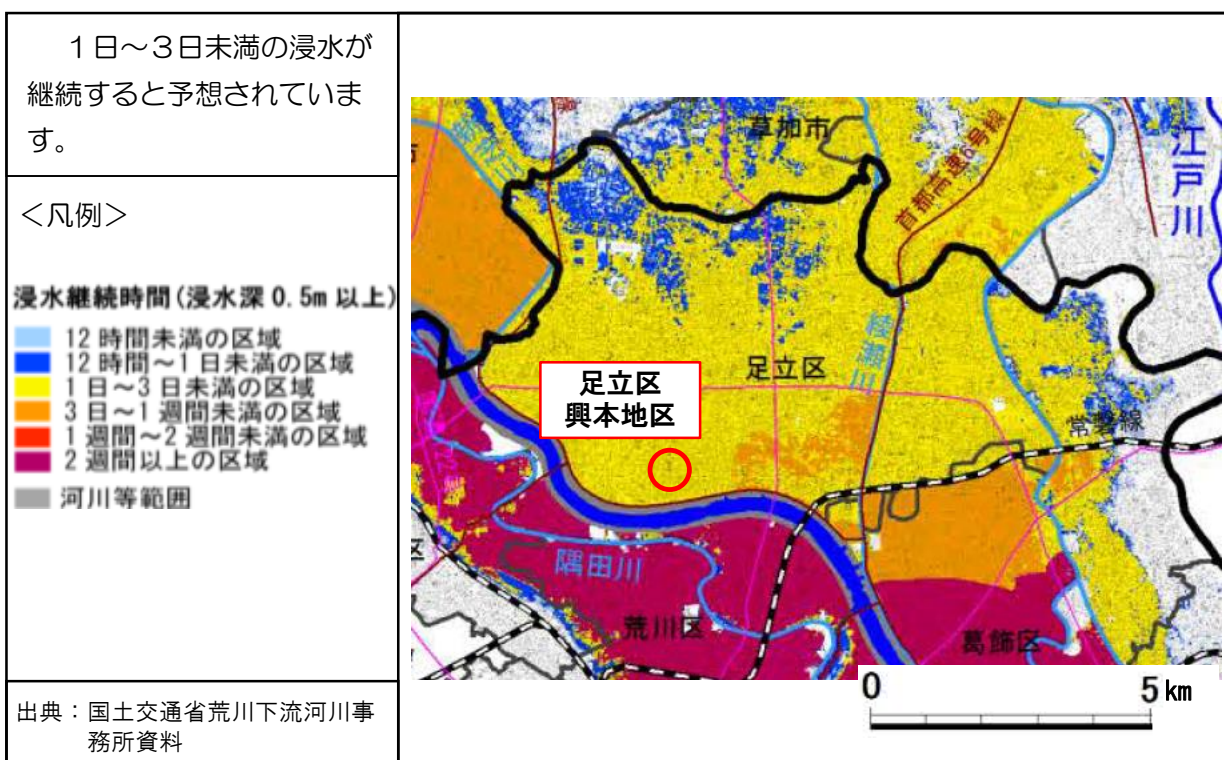 １日～３日未満の浸水が
継続すると予想されていま
す。
＜凡例＞
浸水継続時間(浸水深 0.5m 以上)
12 時間未満の区域
12 時間～1 日未満の区域
1 日～3 日未満の区域
3 日～1 週間未満の区域
1 週間～2 週間未満の区域
2 週間以上の区域
河川等範囲
出典：国土交通省荒川下流河川事
務所資料
草加市
首都高速6号線
江戸川
足立区
興本地区
足立区
常磐線
隅田川
荒川区
葛飾区
区
0
5 km